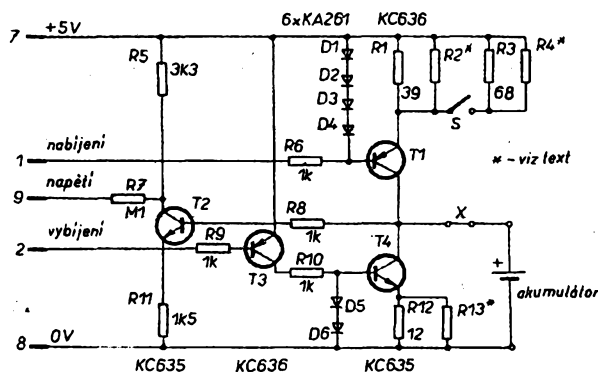 6xKA261 KC636
7 +5V
D1 R1 R2* R3 R4*
R5
3K3
D2
D3
39 68
D4
S
nabíjení
R6
1 1k T1
* - viz text
napětí
9 R7
M1
T2 R8
1k
X
vybíjení
2 R9
1k
T3 R10
1k
T4
+
akumulátor
R11
1k5
D5
D6
R12 R13*
12
8 0V
KC635 KC636 KC635